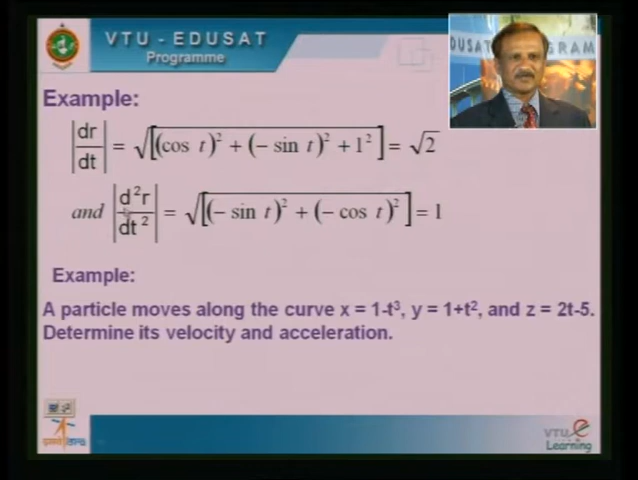 VTU - EDUSAT
Programme
EDUSAT PROGRAM
Example:
|dr/dt| = √[(cos t)² + (− sin t)² + 1²] = √2
and |d²r/dt²| = √[(− sin t)² + (− cos t)²] = 1
Example:
A particle moves along the curve x = 1-t³, y = 1+t², and z = 2t-5.
Determine its velocity and acceleration.
VTU e
Learning